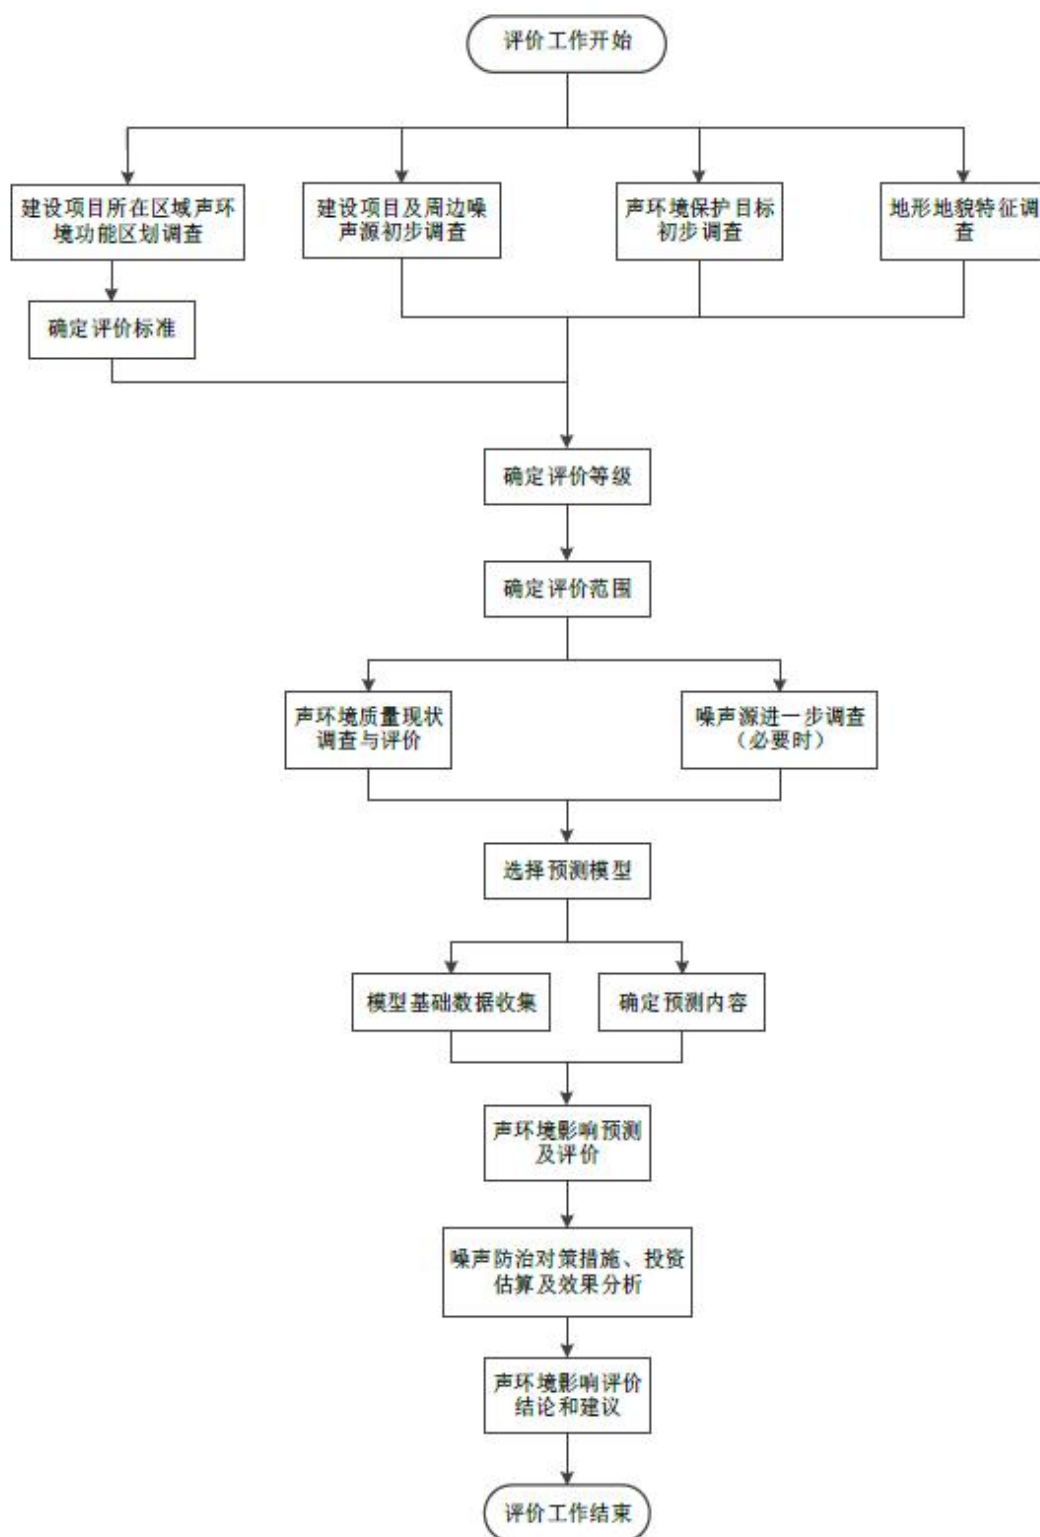 评价工作开始
建设项目所在区域声环
境功能区划调查
建设项目及周边噪
声源初步调查
声环境保护目标
初步调查
地形地貌特征调
查
确定评价标准
确定评价等级
确定评价范围
声环境质量现状
调查与评价
噪声源进一步调查
（必要时）
选择预测模型
模型基础数据收集
确定预测内容
声环境影响预测
及评价
噪声防治对策措施、投资
估算及效果分析
声环境影响评价
结论和建议
评价工作结束